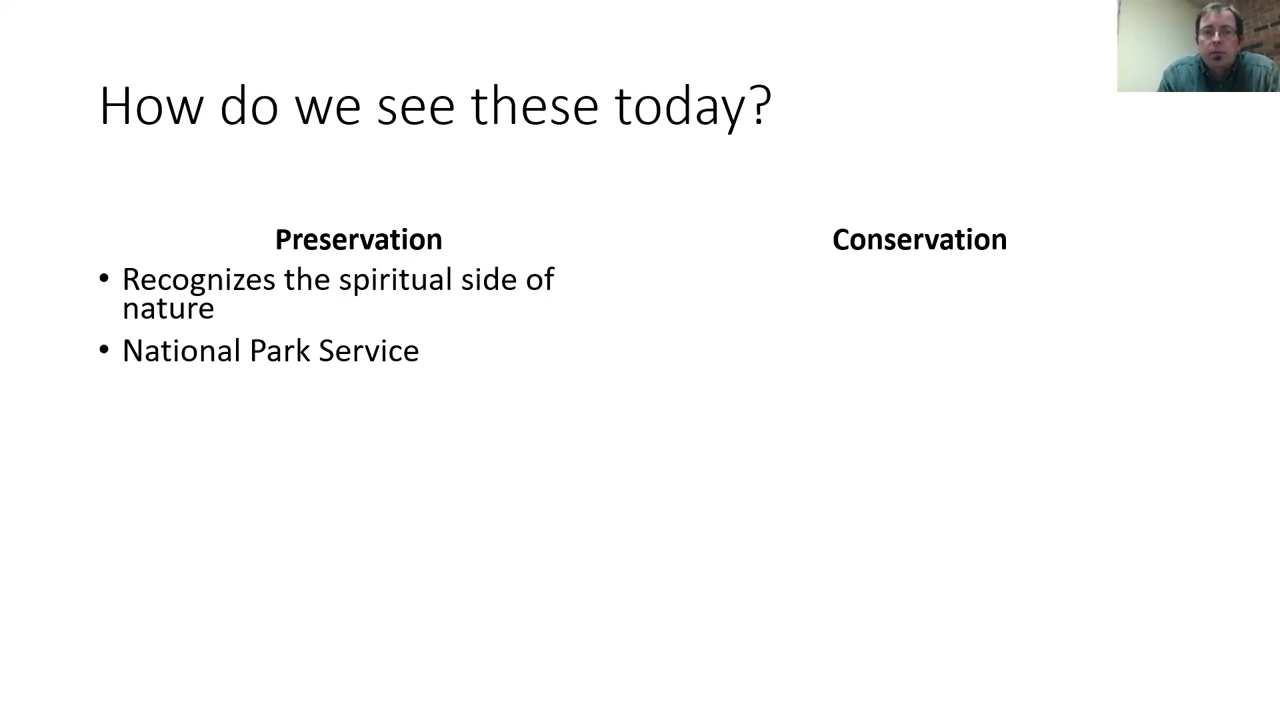 How do we see these today?
Preservation
• Recognizes the spiritual side of
nature
• National Park Service
Conservation